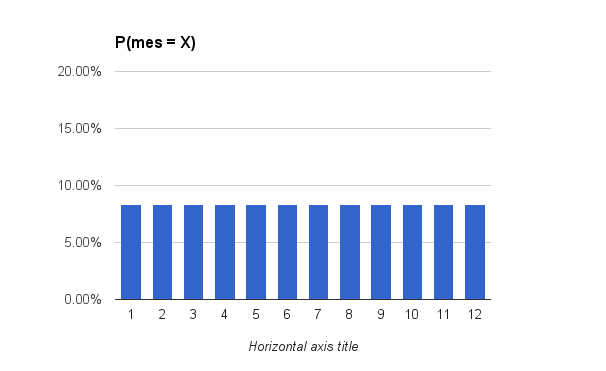 P(mes = X)
20.00%
15.00%
10.00%
5.00%
0.00%
1 2 3 4 5 6 7 8 9 10 11 12
Horizontal axis title